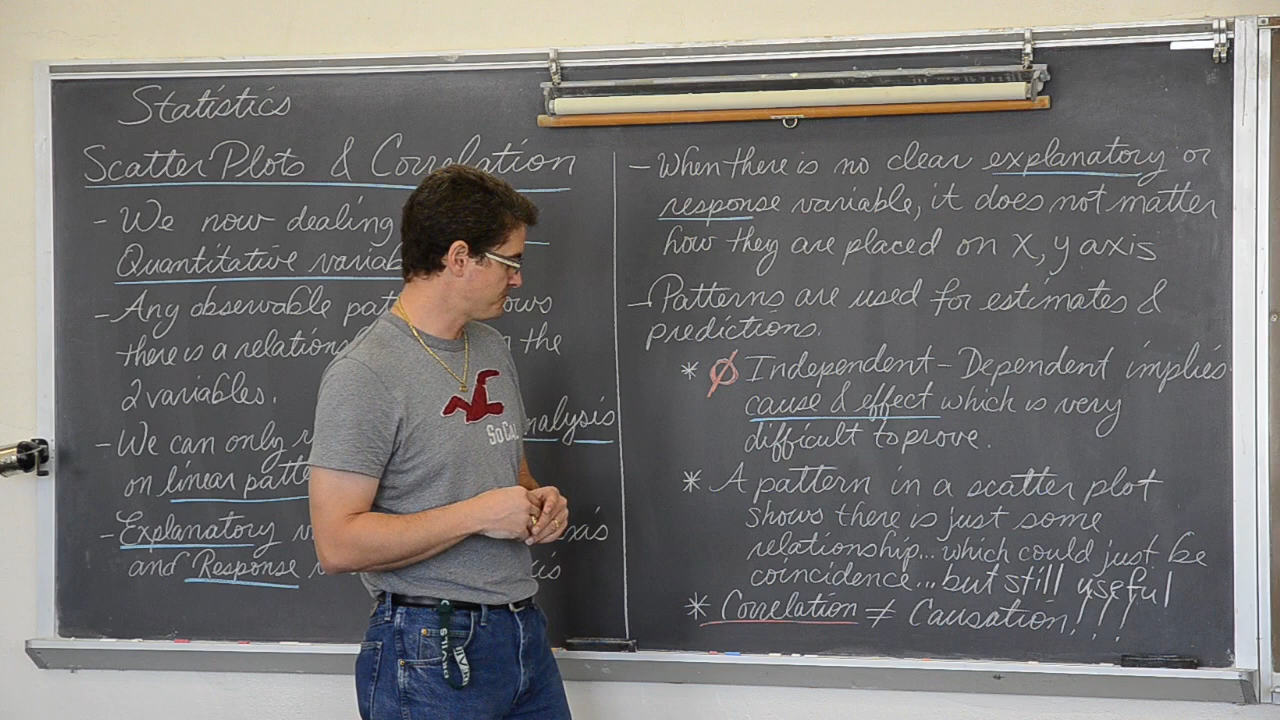 Statistics
Scatter Plots & Correlation
- We now dealing
Quantitative variab
- Any observable pat ows
there is a relations n the
2 variables.
- We can only nalysis
on linear patte
- Explanatory v axis
and Response is
- When there is no clear explanatory or
response variable, it does not matter
how they are placed on X, y axis
- Patterns are used for estimates &
predictions.
* Ø Independent - Dependent implies
cause & effect which is very
difficult to prove.
* A pattern in a scatter plot
shows there is just some
relationship... which could just be
coincidence... but still useful
* Correlation ≠ Causation!!!
SoCal